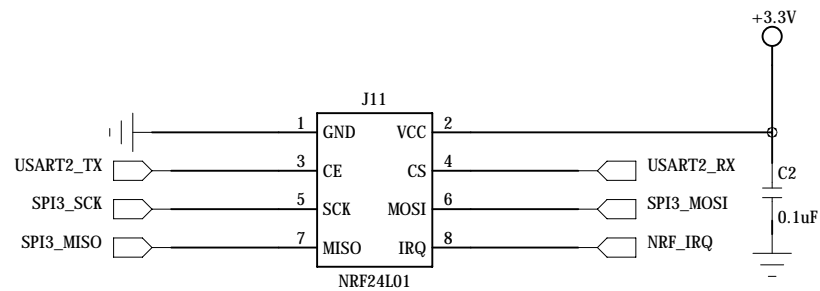 +3.3V
J11
1 GND VCC 2
USART2_TX 3 CE CS 4 USART2_RX
C2
SPI3_SCK 5 SCK MOSI 6 SPI3_MOSI
0.1uF
SPI3_MISO 7 MISO IRQ 8 NRF_IRQ
NRF24L01